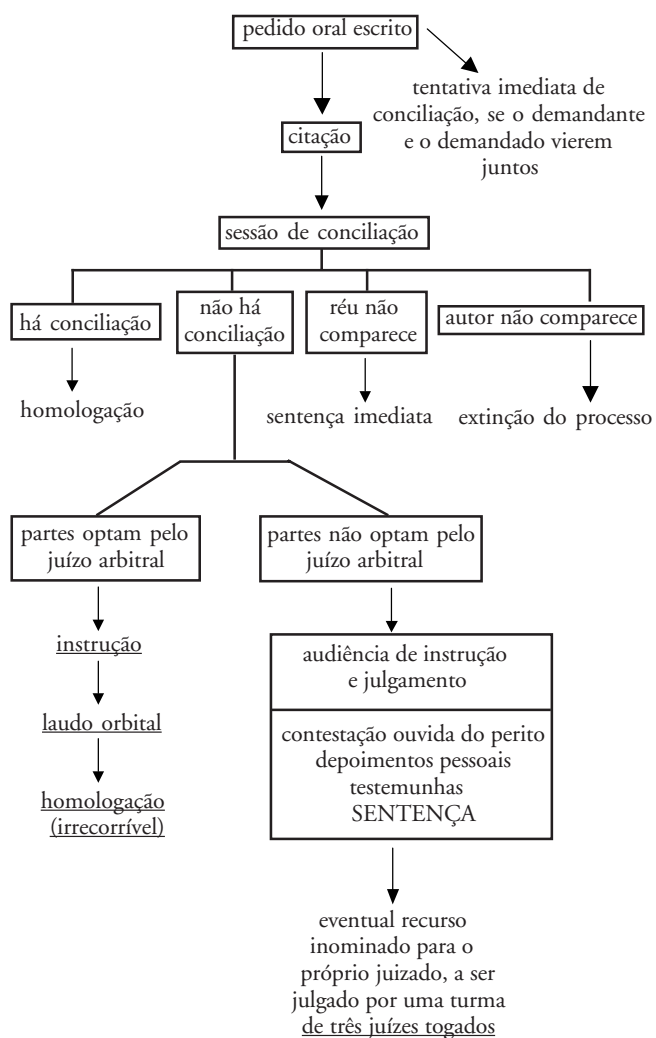 pedido oral escrito
tentativa imediata de
conciliação, se o demandante
e o demandado vierem
juntos
citação
sessão de conciliação
há conciliação
não há
conciliação
réu não
comparece
autor não comparece
homologação
sentença imediata
extinção do processo
partes optam pelo
juízo arbitral
partes não optam pelo
juízo arbitral
instrução
laudo orbital
homologação
(irrecorrível)
audiência de instrução
e julgamento
contestação ouvida do perito
depoimentos pessoais
testemunhas
SENTENÇA
eventual recurso
inominado para o
próprio juizado, a ser
julgado por uma turma
de três juízes togados